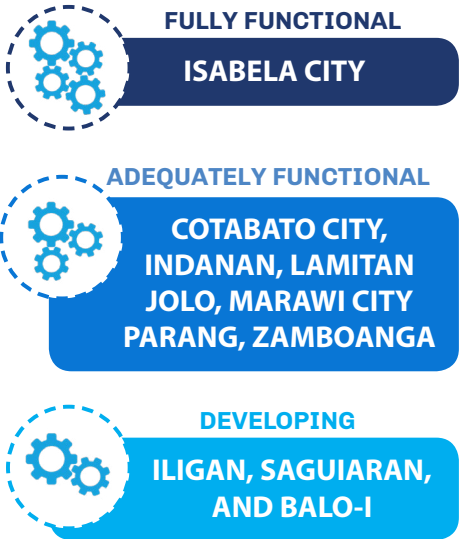 FULLY FUNCTIONAL
ISABELA CITY
ADEQUATELY FUNCTIONAL
COTABATO CITY,
INDANAN, LAMITAN
JOLO, MARAWI CITY
PARANG, ZAMBOANGA
DEVELOPING
ILIGAN, SAGUIARAN,
AND BALO-I